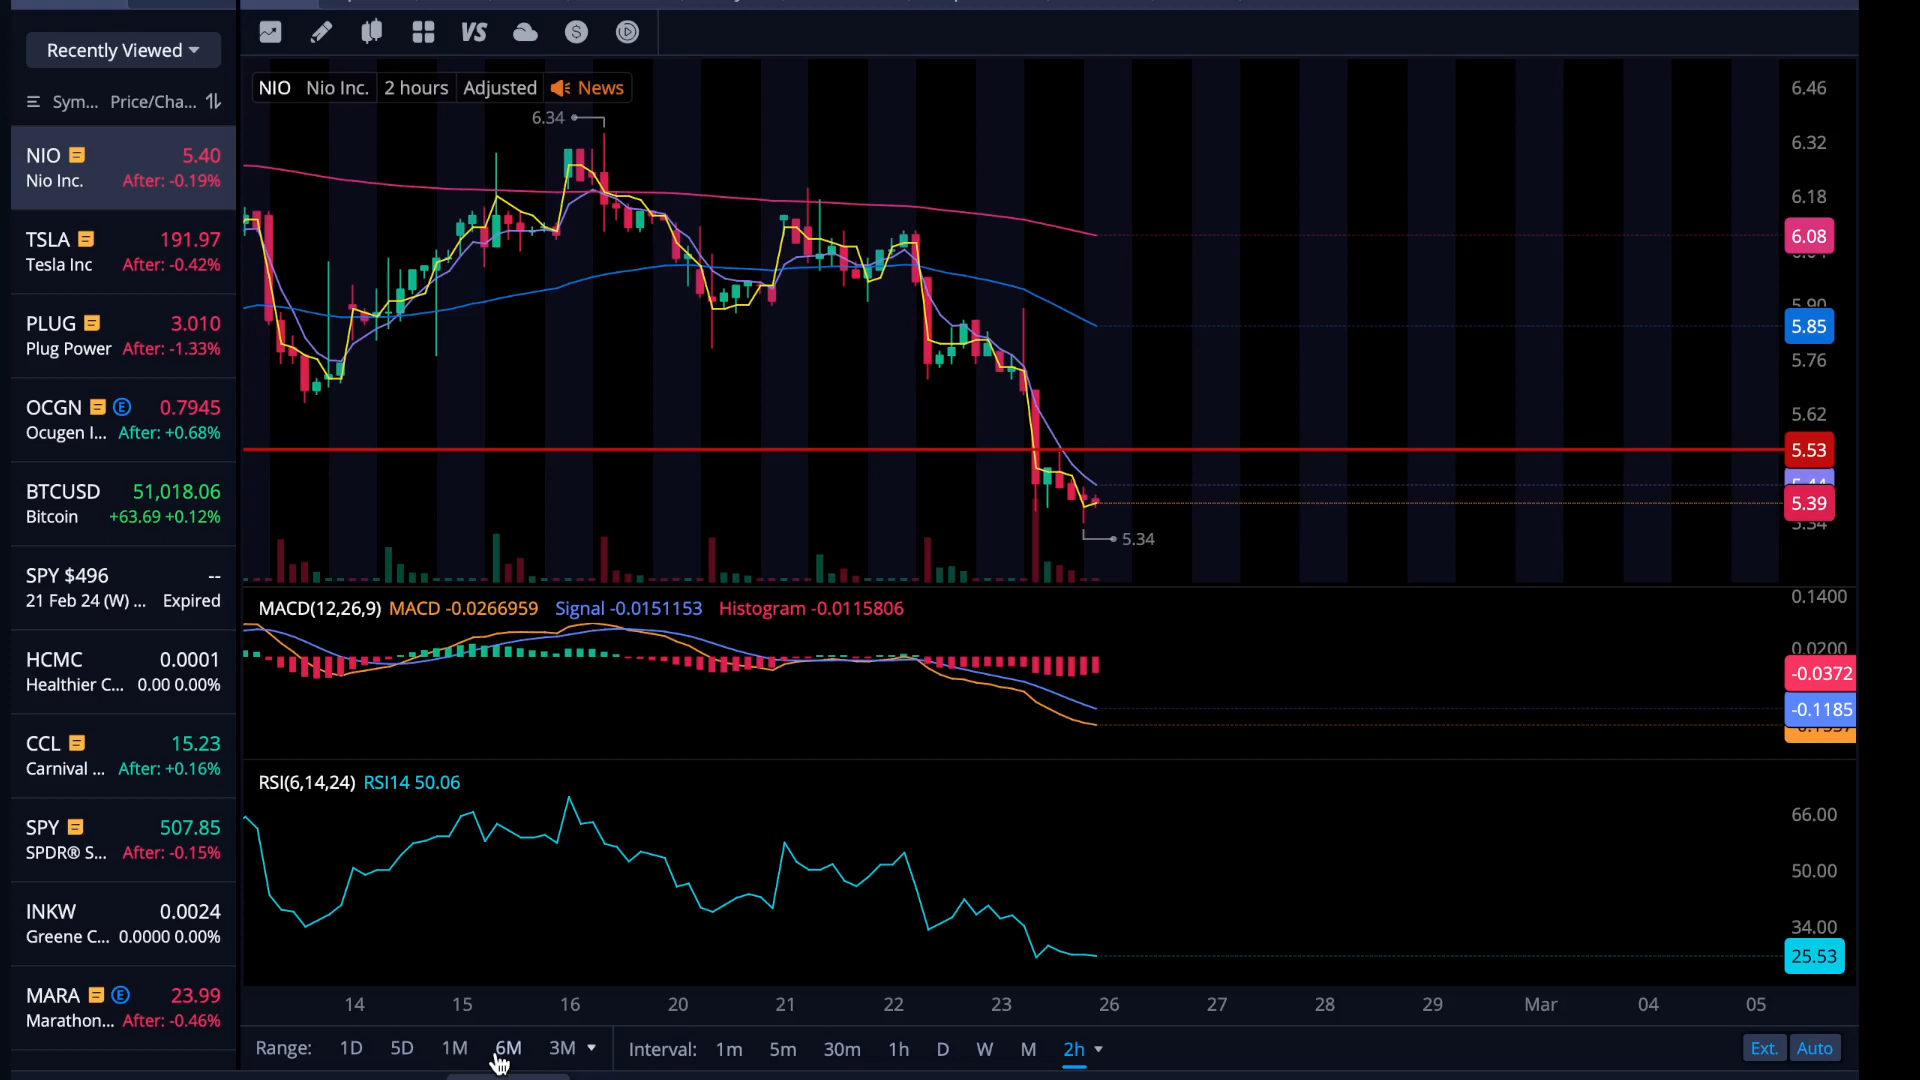 Recently Viewed
VS
Sym... Price/Cha...
NIO 5.40
Nio Inc. After: -0.19%
TSLA 191.97
Tesla Inc After: -0.42%
PLUG 3.010
Plug Power After: -1.33%
OCGN E 0.7945
Ocugen I... After: +0.68%
BTCUSD 51,018.06
Bitcoin +63.69 +0.12%
SPY $496 --
21 Feb 24 (W) ... Expired
HCMC 0.0001
Healthier C... 0.00 0.00%
CCL 15.23
Carnival ... After: +0.16%
SPY 507.85
SPDR® S... After: -0.15%
INKW 0.0024
Greene C... 0.0000 0.00%
MARA E 23.99
Marathon... After: -0.46%
NIO Nio Inc. 2 hours Adjusted News
6.34
5.34
6.46
6.32
6.18
6.08
5.90
5.85
5.76
5.62
5.53
5.44
5.39
5.34
MACD(12,26,9) MACD -0.0266959 Signal -0.0151153 Histogram -0.0115806
0.1400
0.0200
-0.0372
-0.1185
RSI(6,14,24) RSI14 50.06
66.00
50.00
34.00
25.53
14 15 16 20 21 22 23 26 27 28 29 Mar 04 05
Range: 1D 5D 1M 6M 3M Interval: 1m 5m 30m 1h D W M 2h Ext. Auto